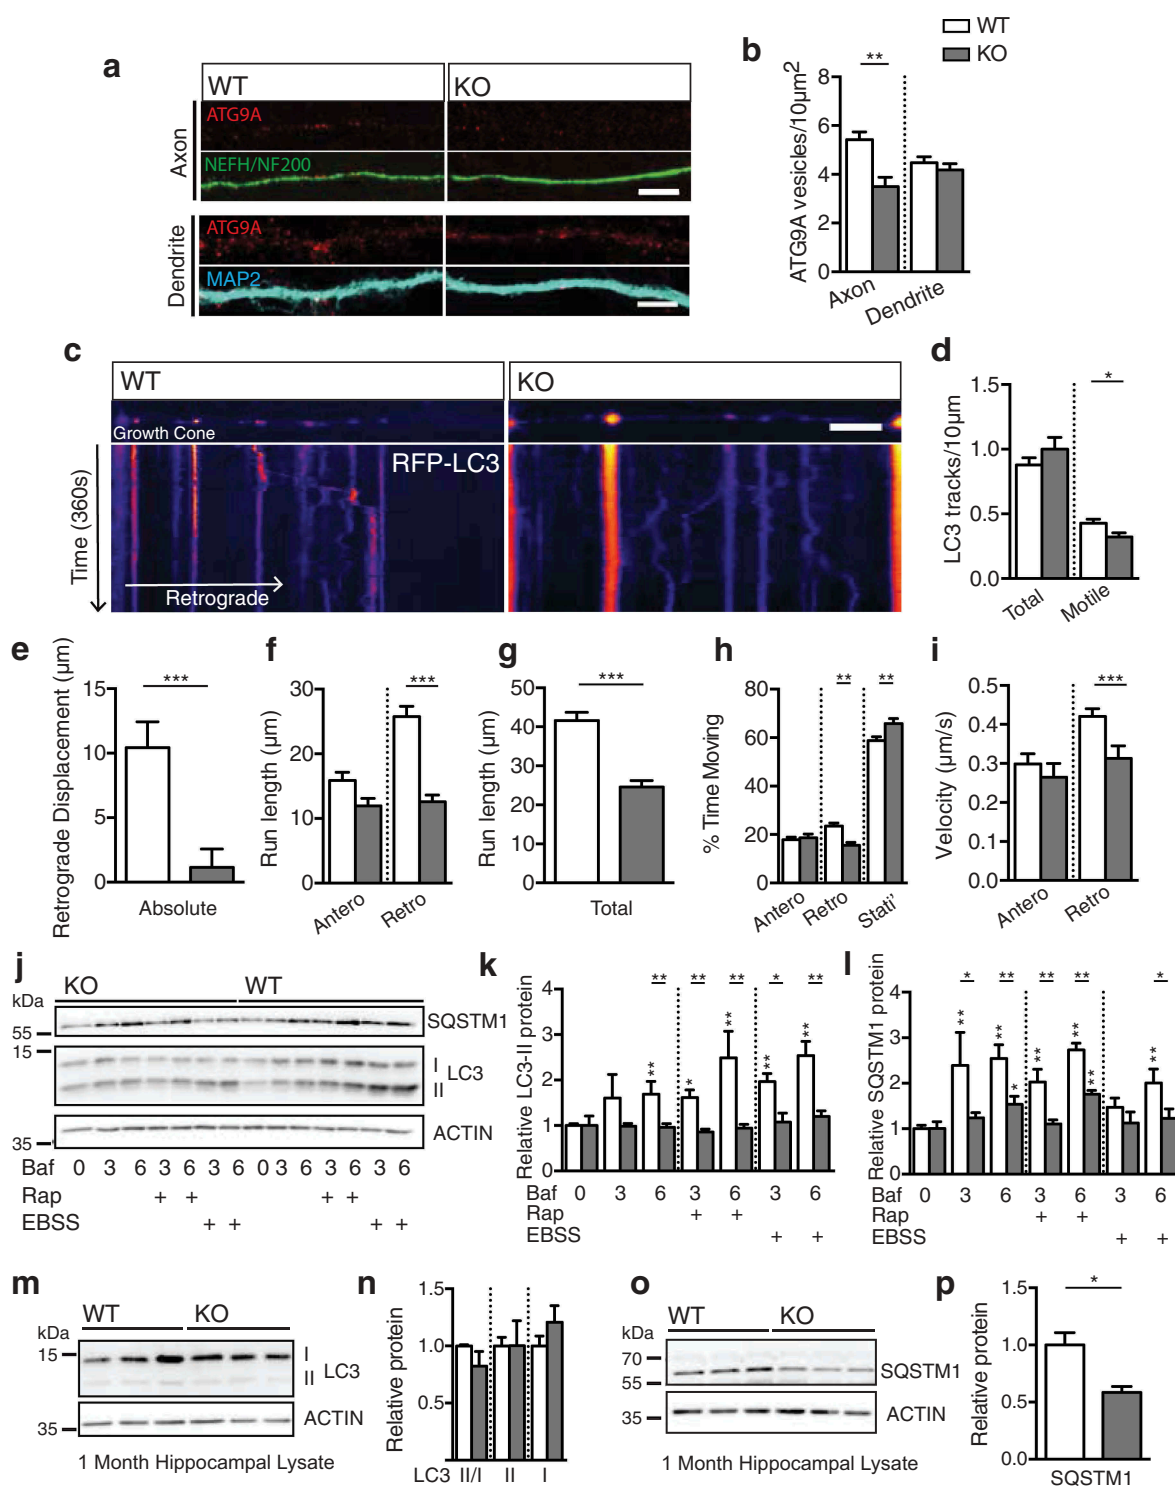 WT
KO
a
WT
KO
Axon
ATG9A
NEFH/NF200
Dendrite
ATG9A
MAP2
b
ATG9A vesicles/10µm2
8
6
4
2
0
**
Axon
Dendrite
c
WT
KO
Growth Cone
RFP-LC3
Time (360s)
Retrograde
d
LC3 tracks/10µm
1.5
1.0
0.5
0.0
*
Total
Motile
e
Retrograde Displacement (µm)
15
10
5
0
***
Absolute
f
Run length (µm)
30
20
10
0
***
Antero
Retro
g
Run length (µm)
50
40
30
20
10
0
***
Total
h
% Time Moving
80
60
40
20
0
** **
Antero
Retro
Stati'
i
Velocity (µm/s)
0.5
0.4
0.3
0.2
0.1
0.0
***
Antero
Retro
j
KO WT
kDa
55
SQSTM1
15
I
II
LC3
35
ACTIN
Baf 0 3 6 3 6 3 6 0 3 6 3 6 3 6
Rap + + + +
EBSS + + + +
k
Relative LC3-II protein
4
3
2
1
0
** ** ** * **
** * ** ** **
Baf 0 3 6 3 6 3 6
Rap + +
EBSS + +
l
Relative SQSTM1 protein
4
3
2
1
0
* ** ** ** *
** ** * ** ** ** **
Baf 0 3 6 3 6 3 6
Rap + +
EBSS + +
m
WT KO
kDa
15
I
II
LC3
35
ACTIN
1 Month Hippocampal Lysate
n
Relative protein
1.5
1.0
0.5
LC3 II/I II I
o
WT KO
kDa
70
55
SQSTM1
35
ACTIN
1 Month Hippocampal Lysate
p
Relative protein
1.5
1.0
0.5
0.0
*
SQSTM1